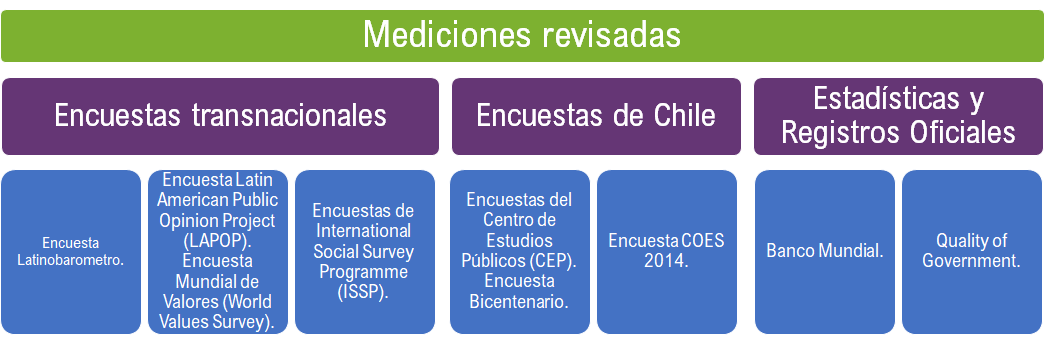 Mediciones revisadas
Encuestas transnacionales
Encuestas de Chile
Estadísticas y
Registros Oficiales
Encuesta
Latinobarometro.
Encuesta Latin
American Public
Opinion Project
(LAPOP).
Encuesta
Mundial de
Valores (World
Values Survey).
Encuestas de
International
Social Survey
Programme
(ISSP).
Encuestas del
Centro de
Estudios
Públicos (CEP).
Encuesta
Bicentenario.
Encuesta COES
2014.
Banco Mundial.
Quality of
Government.